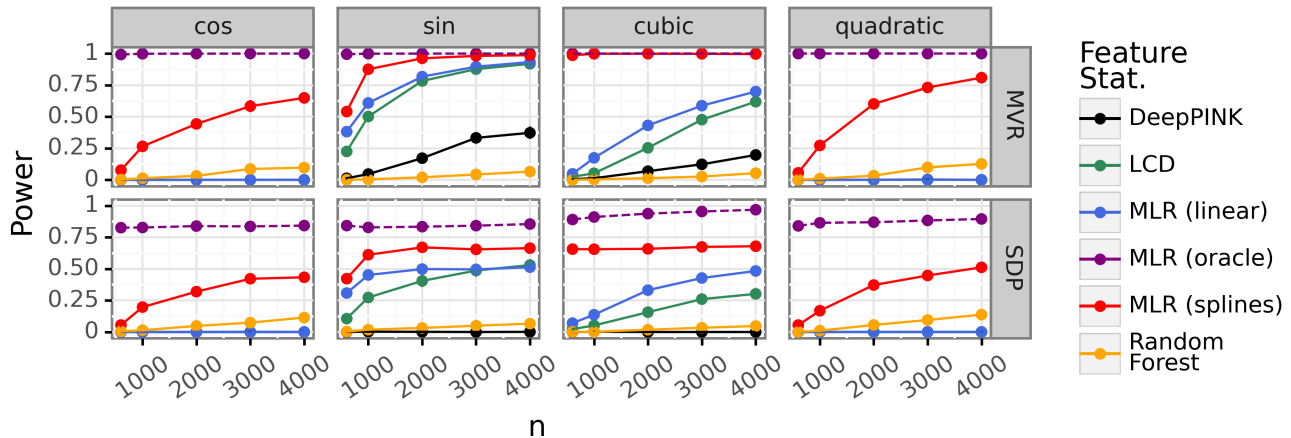 cos sin cubic quadratic
1
0.75
0.50
0.25
0
MVR
1
0.75
0.50
0.25
0
SDP
Power
1000 2000 3000 4000 1000 2000 3000 4000 1000 2000 3000 4000 1000 2000 3000 4000
n
Feature
Stat.
DeepPINK
LCD
MLR (linear)
MLR (oracle)
MLR (splines)
Random
Forest